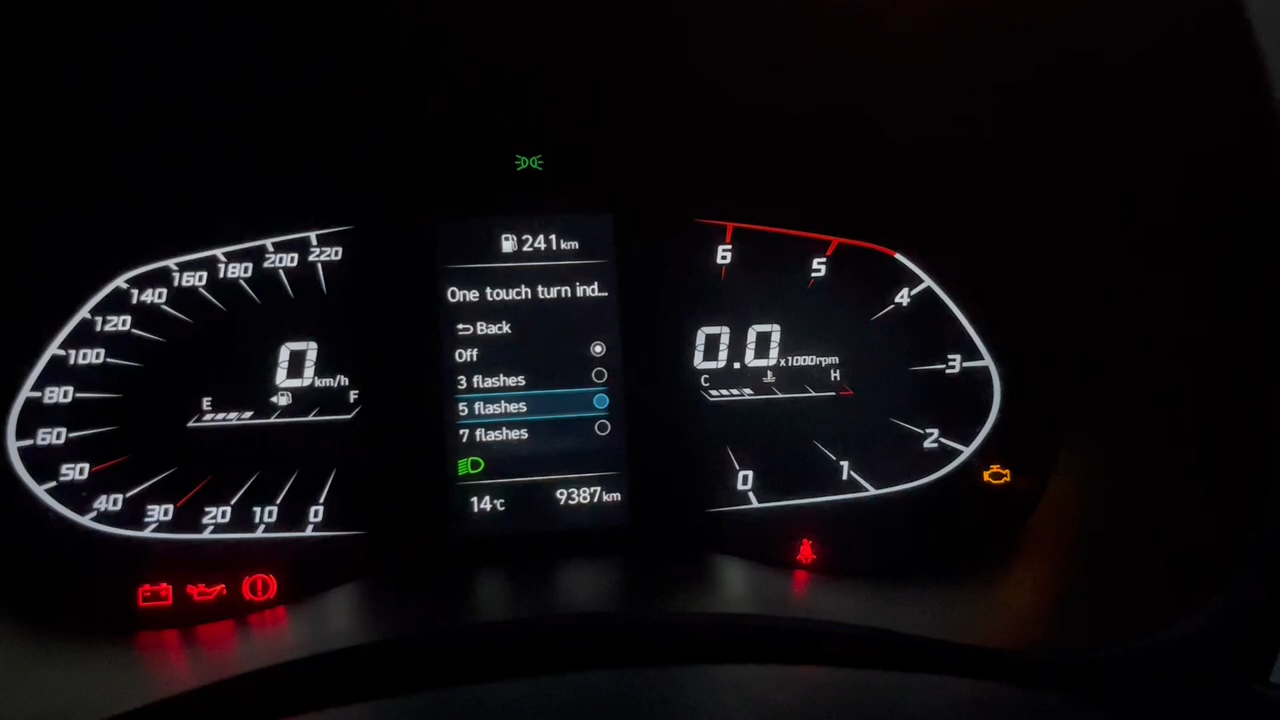 241 km
One touch turn ind...
Back
Off
3 flashes
5 flashes
7 flashes
14°C
9387 km
220
200
180
160
140
120
100
80
60
50
40
30
20
10
0
0 km/h
E
F
6
5
4
3
2
1
0
0.0 x1000rpm
C
H